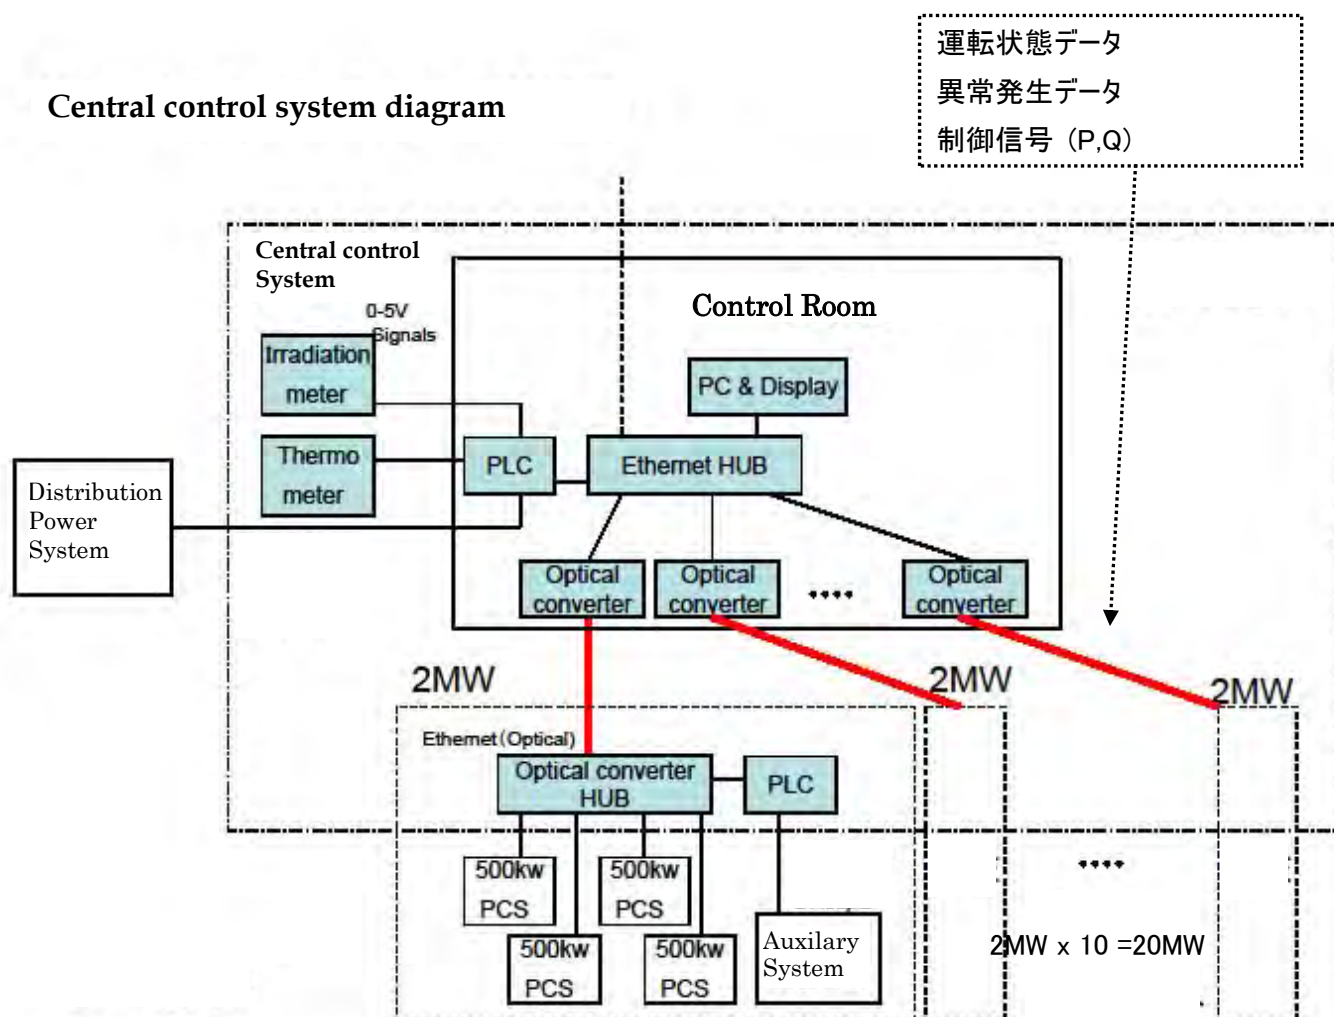 運転状態データ
異常発生データ
制御信号 (P,Q)
Central control system diagram
Central control
System
Control Room
0-5V
Signals
Irradiation
meter
PC & Display
Thermo
meter
PLC
Ethernet HUB
Distribution
Power
System
Optical
converter
Optical
converter
....
Optical
converter
2MW
2MW
2MW
Ethernet(Optical)
Optical converter
HUB
PLC
500kw
PCS
500kw
PCS
....
500kw
PCS
500kw
PCS
Auxilary
System
2MW x 10 =20MW